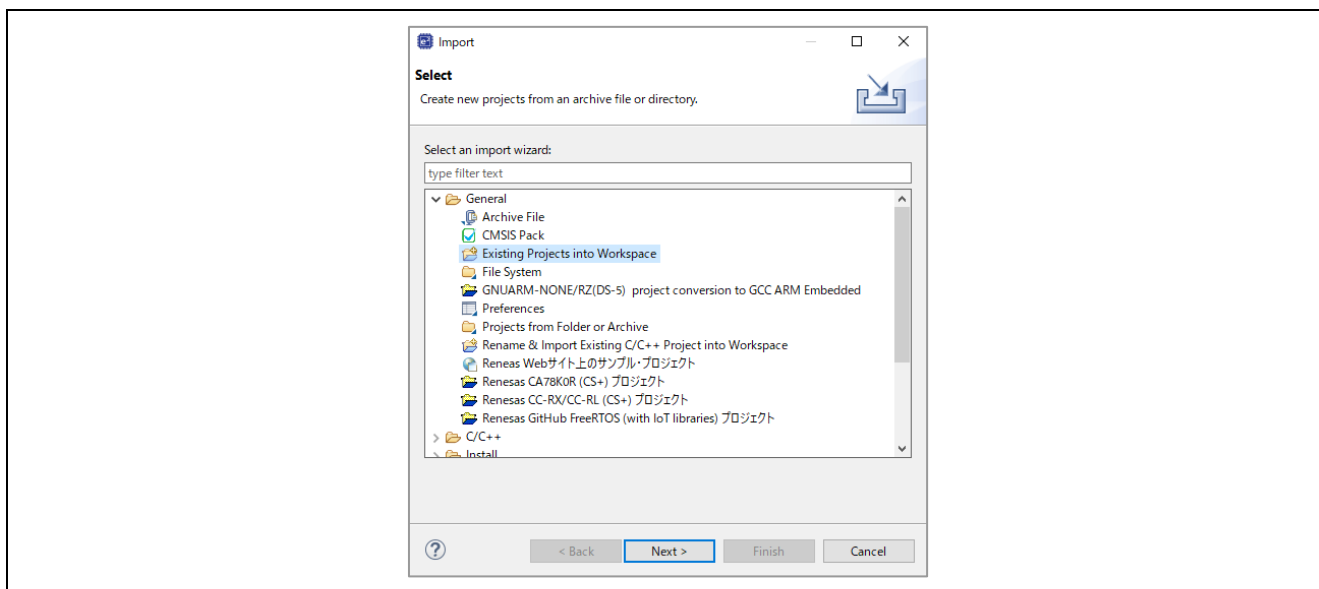 Import
Select
Create new projects from an archive file or directory.
Select an import wizard:
type filter text
General
Archive File
CMSIS Pack
Existing Projects into Workspace
File System
GNUARM-NONE/RZ(DS-5) project conversion to GCC ARM Embedded
Preferences
Projects from Folder or Archive
Rename & Import Existing C/C++ Project into Workspace
Reneas Webサイト上のサンプル・プロジェクト
Renesas CA78K0R (CS+) プロジェクト
Renesas CC-RX/CC-RL (CS+) プロジェクト
Renesas GitHub FreeRTOS (with IoT libraries) プロジェクト
C/C++
Install
< Back Next > Finish Cancel